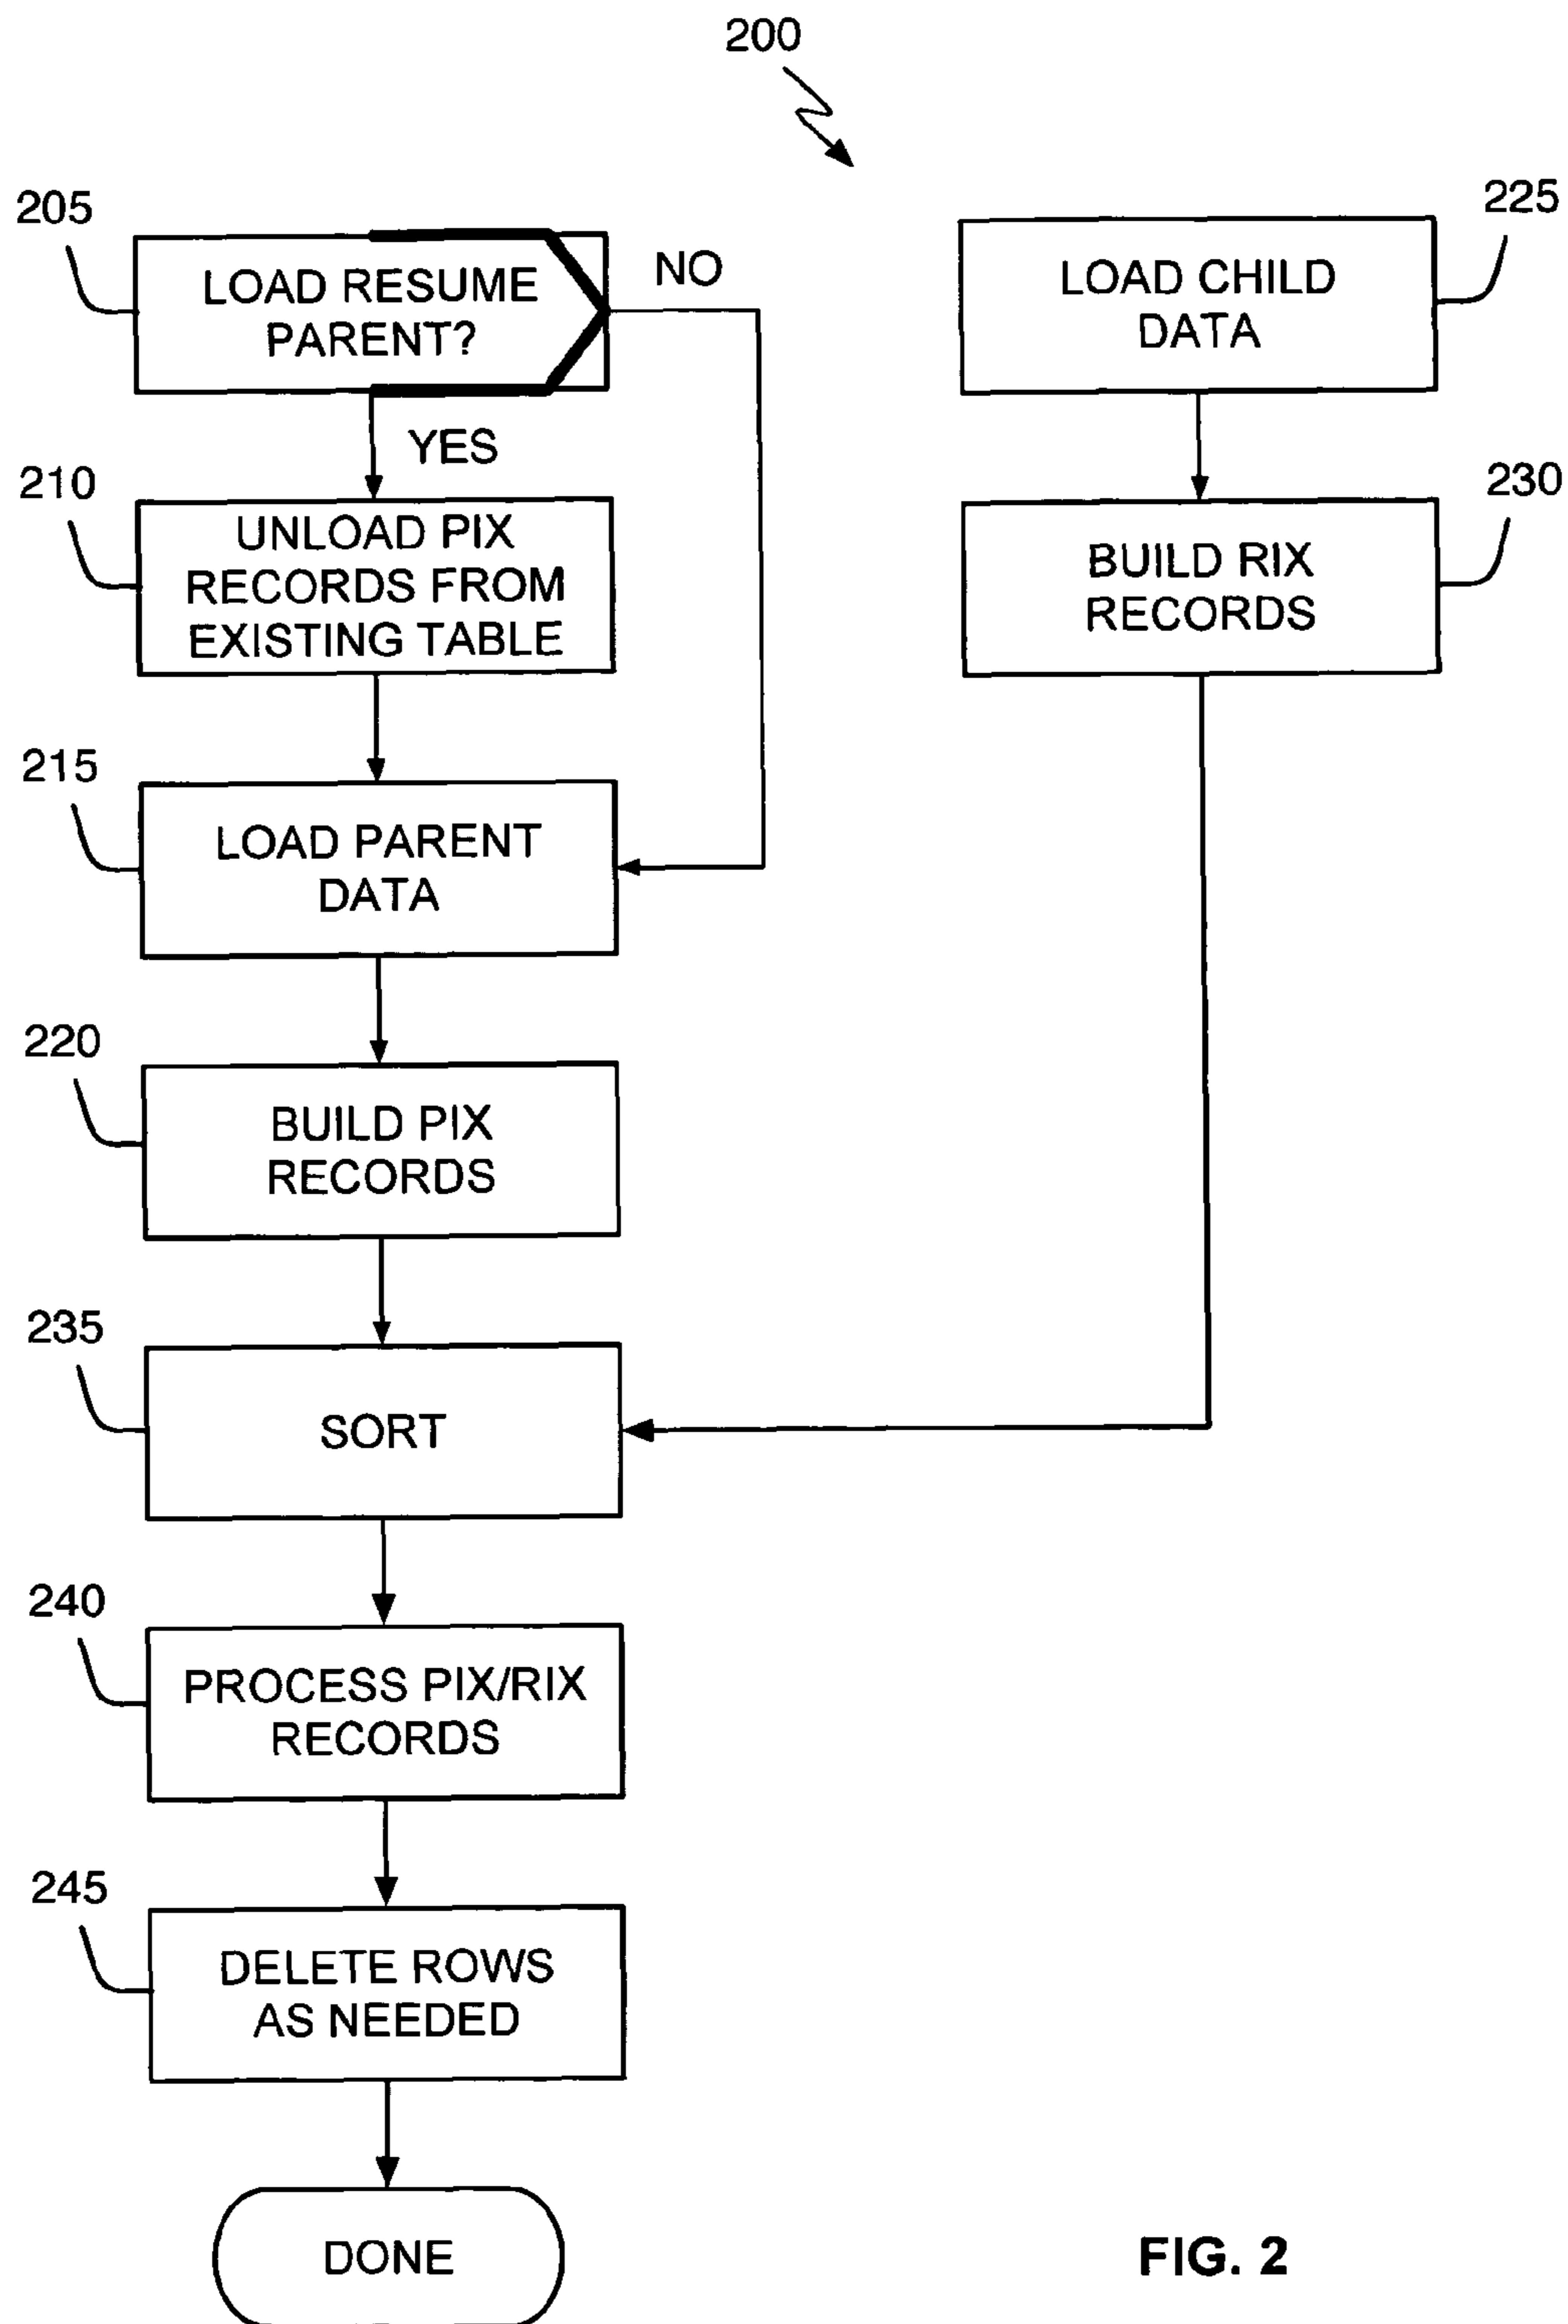 200
205
LOAD RESUME
PARENT?
NO
YES
210
UNLOAD PIX
RECORDS FROM
EXISTING TABLE
215
LOAD PARENT
DATA
220
BUILD PIX
RECORDS
225
LOAD CHILD
DATA
230
BUILD RIX
RECORDS
235
SORT
240
PROCESS PIX/RIX
RECORDS
245
DELETE ROWS
AS NEEDED
DONE
FIG. 2